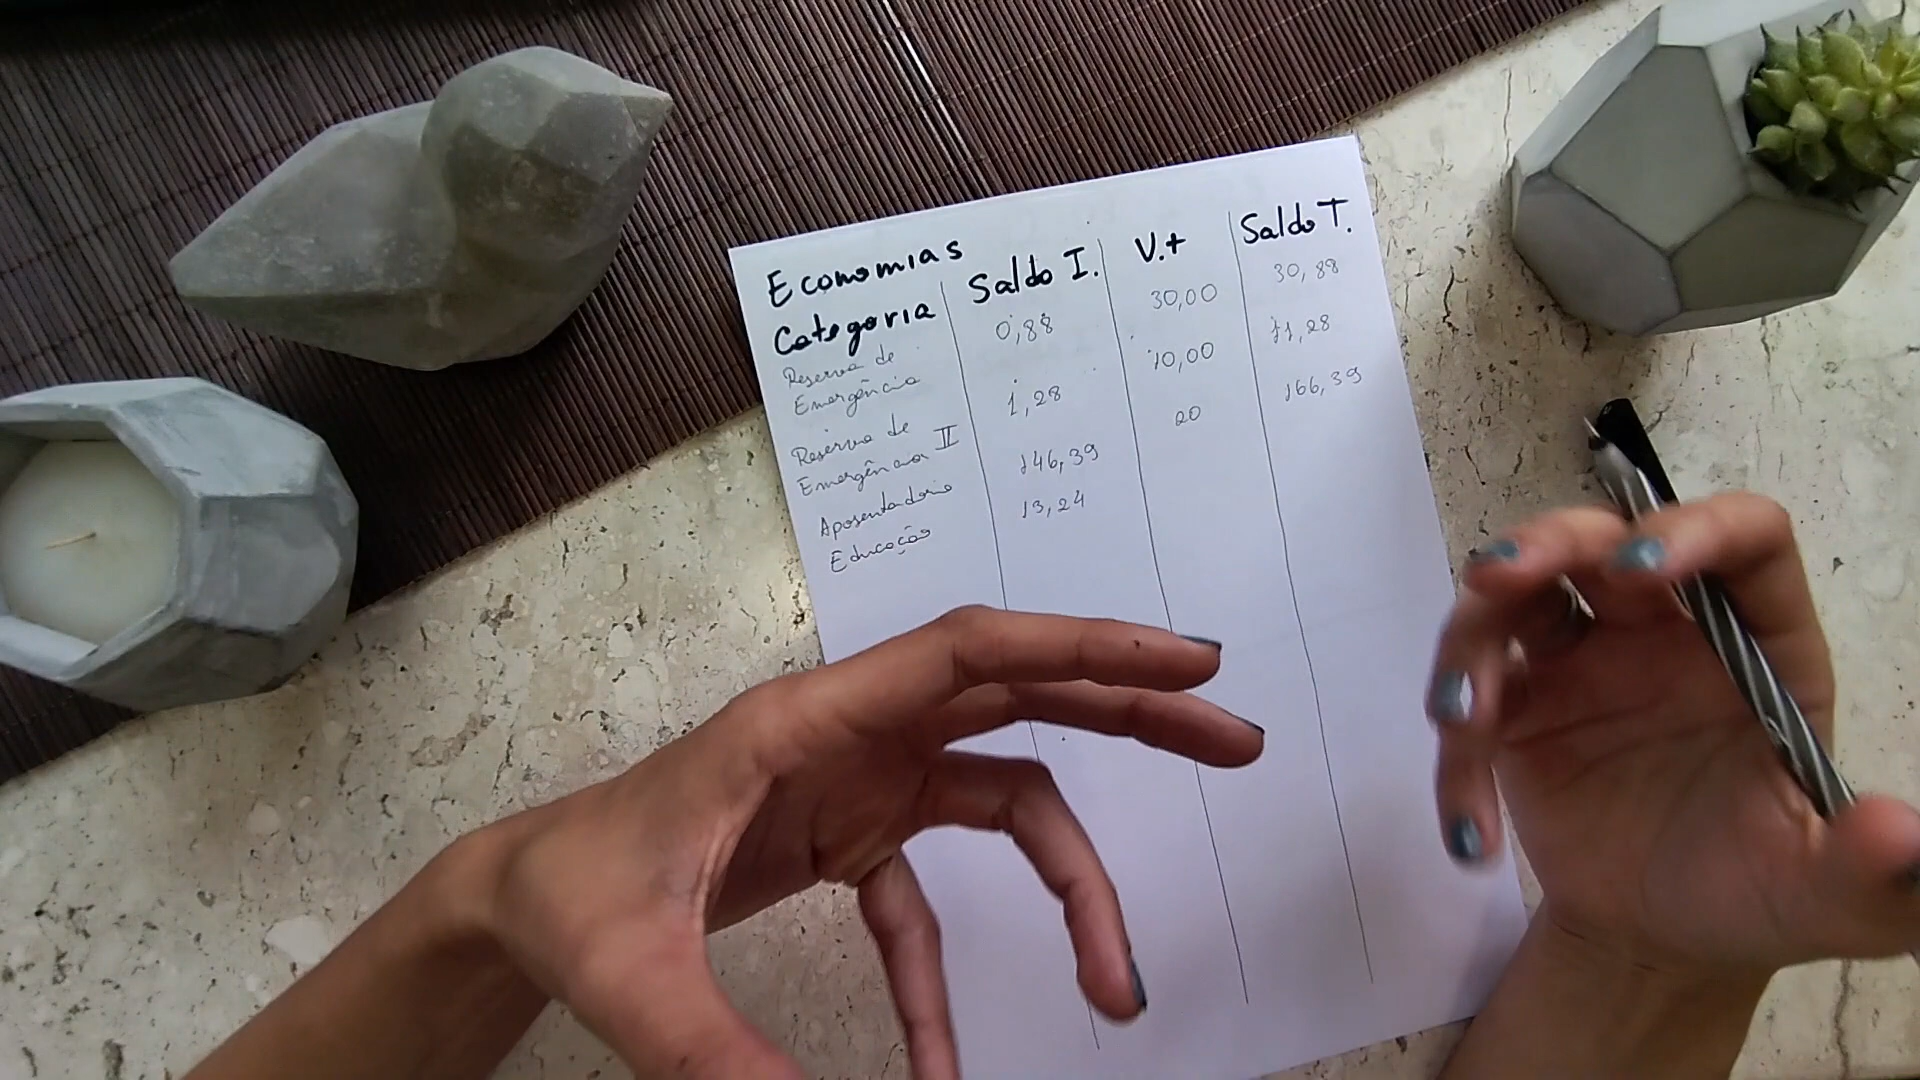 Economias
Categoria Saldo I. V.+ Saldo T.
Reserva de
Emergência 0,88 30,00 30,88
Reserva de
Emergência II 1,28 10,00 11,28
Aposentadoria 146,39 20 166,39
Educação 13,24